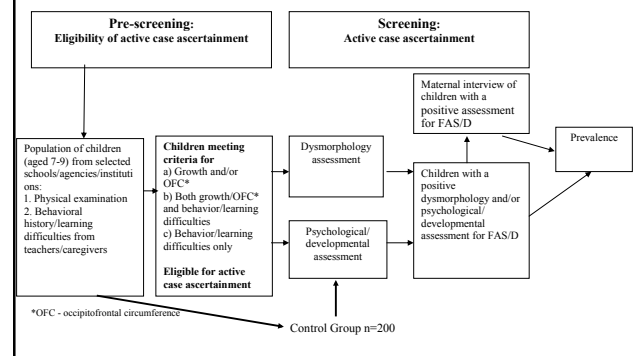 Pre-screening:
Eligibility of active case ascertainment
Screening:
Active case ascertainment
Population of children
(aged 7-9) from selected
schools/agencies/instituti
ons:
1. Physical examination
2. Behavioral
history/learning
difficulties from
teachers/caregivers
Children meeting
criteria for
a) Growth and/or
OFC*
b) Both growth/OFC*
and behavior/learning
difficulties
c) Behavior/learning
difficulties only
Eligible for active
case ascertainment
Dysmorphology
assessment
Psychological/
developmental
assessment
Maternal interview of
children with a
positive assessment
for FAS/D
Children with a
positive
dysmorphology and/or
psychological/
developmental
assessment for FAS/D
Prevalence
*OFC - occipitofrontal circumference
Control Group n=200